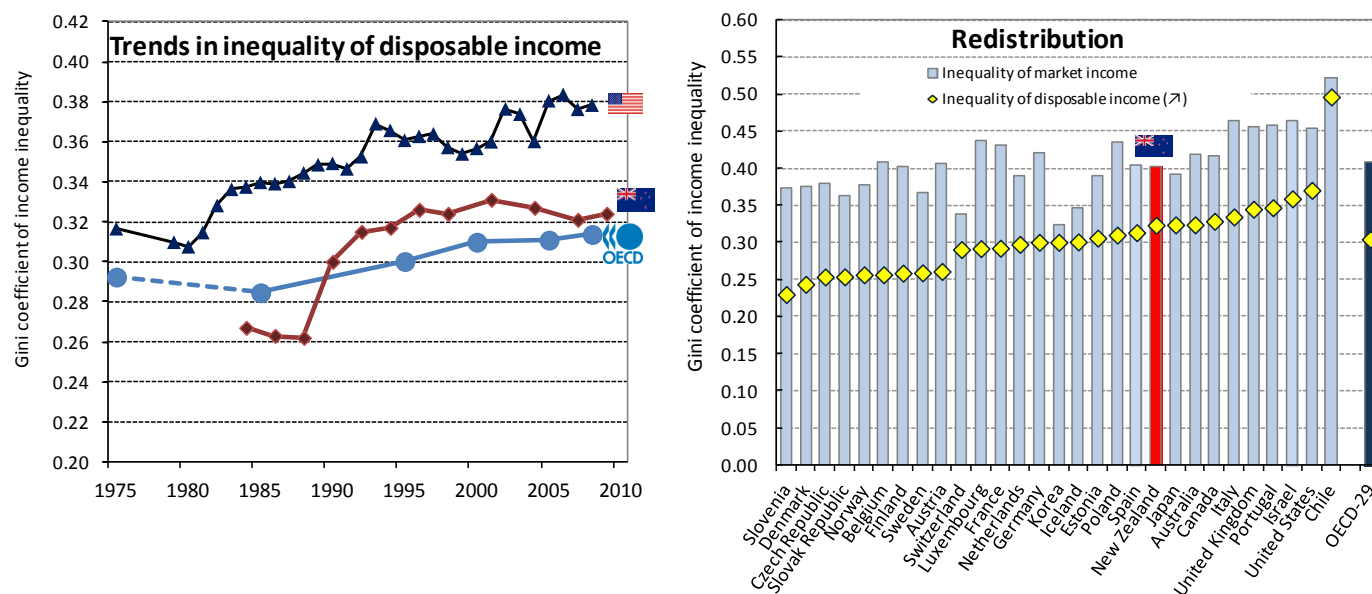 Trends in inequality of disposable income
Gini coefficient of income inequality
0.42
0.40
0.38
0.36
0.34
0.32
0.30
0.28
0.26
0.24
0.22
0.20
1975 1980 1985 1990 1995 2000 2005 2010
OECD
Redistribution
Inequality of market income
Inequality of disposable income (↗)
Gini coefficient of income inequality
0.60
0.55
0.50
0.45
0.40
0.35
0.30
0.25
0.20
0.15
0.10
0.05
0.00
Slovenia
Denmark
Czech Republic
Slovak Republic
Norway
Belgium
Finland
Sweden
Austria
Switzerland
Luxembourg
France
Netherlands
Germany
Korea
Iceland
Estonia
Poland
Spain
New Zealand
Japan
Australia
Canada
Italy
United Kingdom
Portugal
Israel
United States
Chile
OECD-29